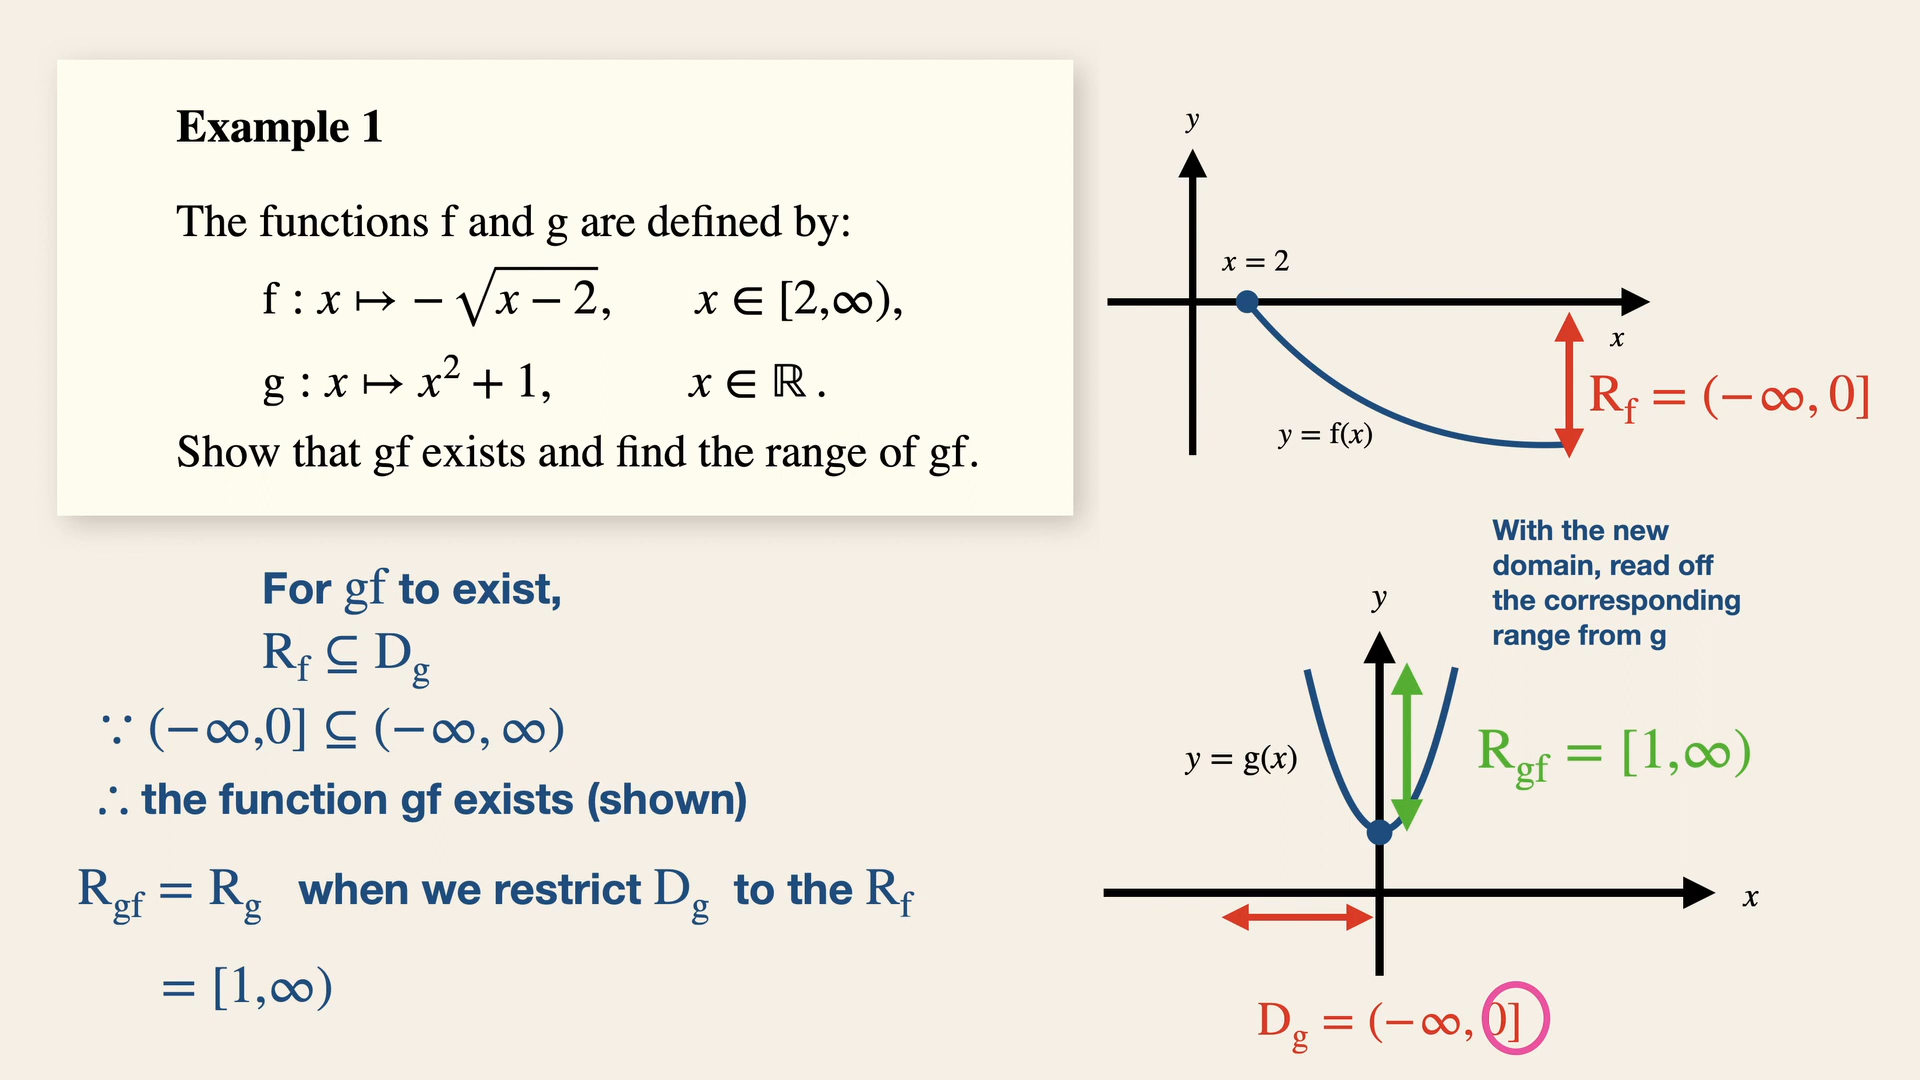 Example 1
The functions f and g are defined by:
f : x ↦ − √(x − 2),   x ∈ [2,∞),
g : x ↦ x² + 1,   x ∈ ℝ .
Show that gf exists and find the range of gf.
For gf to exist,
R_f ⊆ D_g
∵ (−∞,0] ⊆ (−∞, ∞)
∴ the function gf exists (shown)
R_gf = R_g when we restrict D_g to the R_f
= [1,∞)
y
x = 2
x
R_f = (−∞, 0]
y = f(x)
With the new
domain, read off
the corresponding
range from g
y
y = g(x)
R_gf = [1,∞)
x
D_g = (−∞, 0]